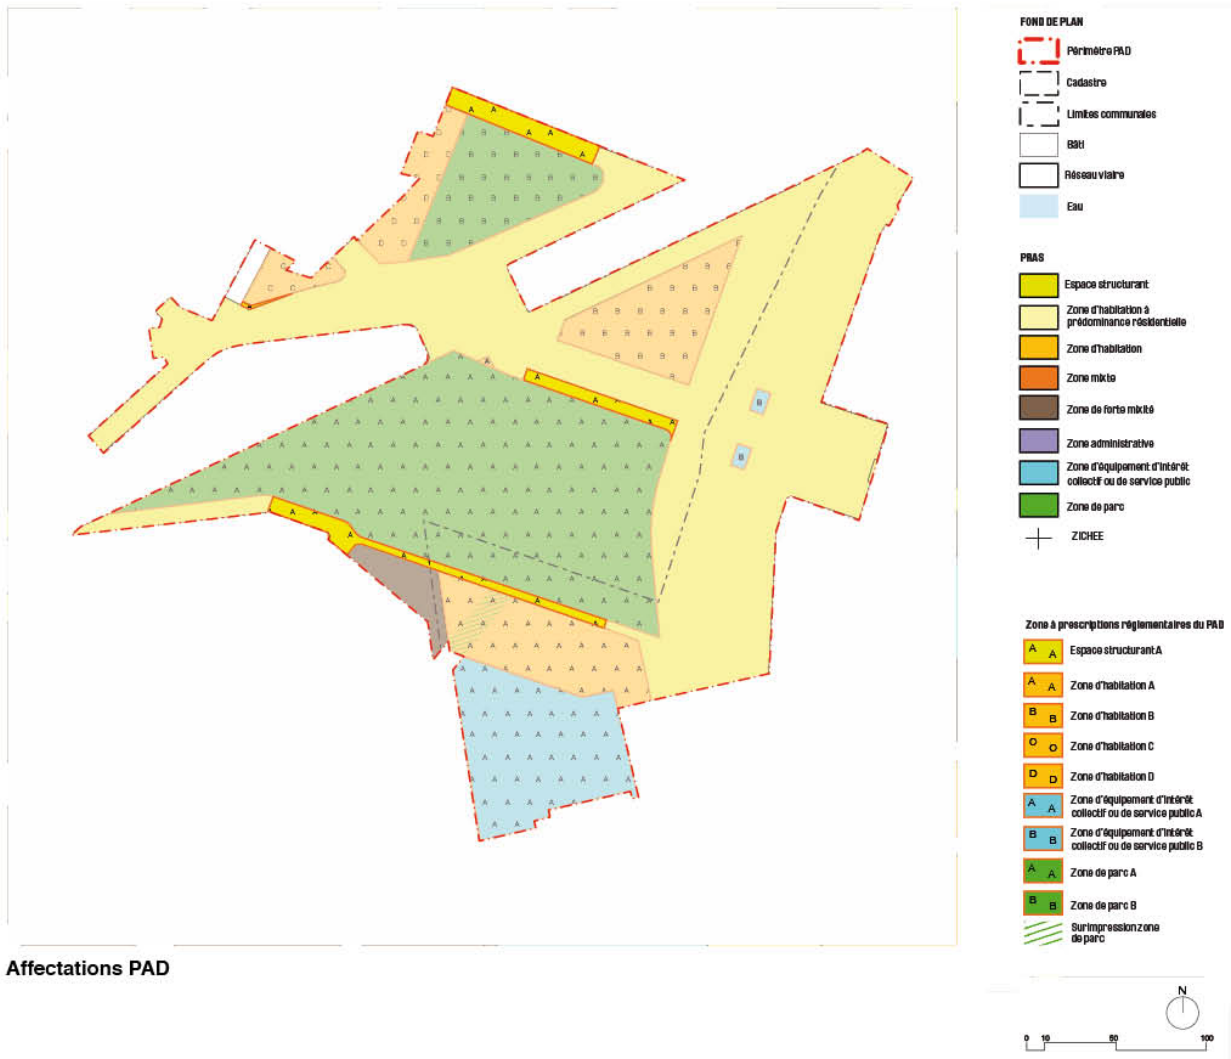 FOND DE PLAN
Périmètre PAD
Cadastre
Limites communales
Bâti
Réseau viaire
Eau
PRAS
Espace structurant
Zone d'habitation à
prédominance résidentielle
Zone d'habitation
Zone mixte
Zone de forte mixité
Zone administrative
Zone d'équipement d'intérêt
collectif ou de service public
Zone de parc
ZICHEE
Zone à prescriptions réglementaires du PAD
A A Espace structurant A
A A Zone d'habitation A
B B Zone d'habitation B
O O Zone d'habitation C
D D Zone d'habitation D
A A Zone d'équipement d'intérêt
collectif ou de service public A
B B Zone d'équipement d'intérêt
collectif ou de service public B
A A Zone de parc A
B B Zone de parc B
Surimpression zone
de parc
Affectations PAD
N
0 10 50 100